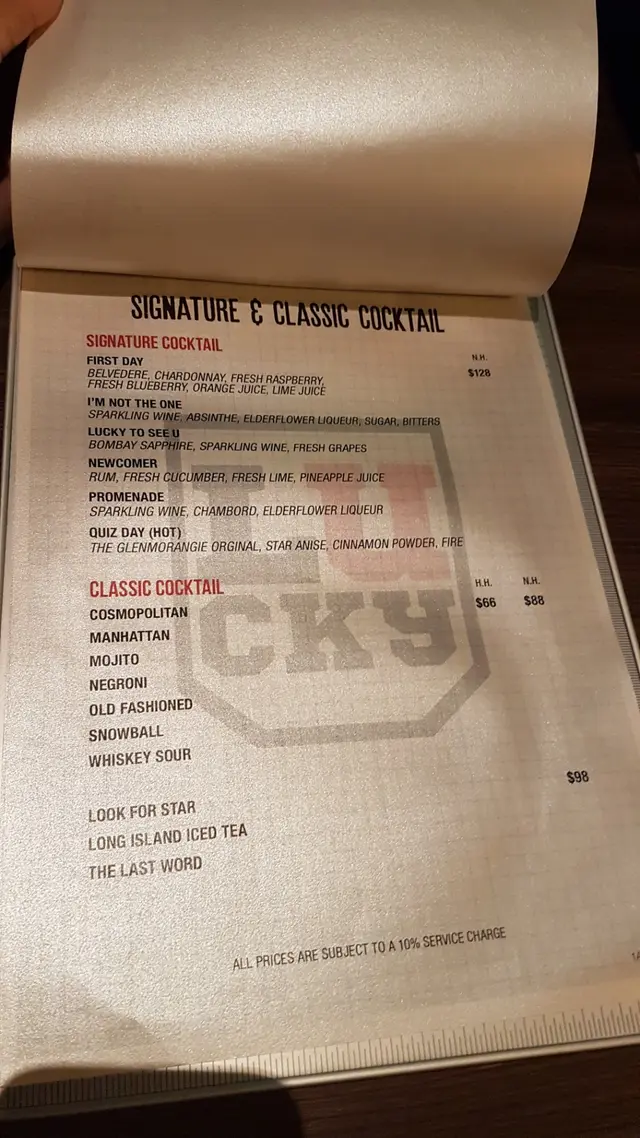 SIGNATURE & CLASSIC COCKTAIL
SIGNATURE COCKTAIL
N.H.
FIRST DAY
$128
BELVEDERE, CHARDONNAY, FRESH RASPBERRY,
FRESH BLUEBERRY, ORANGE JUICE, LIME JUICE
I'M NOT THE ONE
SPARKLING WINE, ABSINTHE, ELDERFLOWER LIQUEUR, SUGAR, BITTERS
LUCKY TO SEE U
BOMBAY SAPPHIRE, SPARKLING WINE, FRESH GRAPES
NEWCOMER
RUM, FRESH CUCUMBER, FRESH LIME, PINEAPPLE JUICE
PROMENADE
SPARKLING WINE, CHAMBORD, ELDERFLOWER LIQUEUR
QUIZ DAY (HOT)
THE GLENMORANGIE ORGINAL, STAR ANISE, CINNAMON POWDER, FIRE
LU
CKY
CLASSIC COCKTAIL H.H. N.H.
COSMOPOLITAN $66 $88
MANHATTAN
MOJITO
NEGRONI
OLD FASHIONED
SNOWBALL
WHISKEY SOUR
$98
LOOK FOR STAR
LONG ISLAND ICED TEA
THE LAST WORD
ALL PRICES ARE SUBJECT TO A 10% SERVICE CHARGE